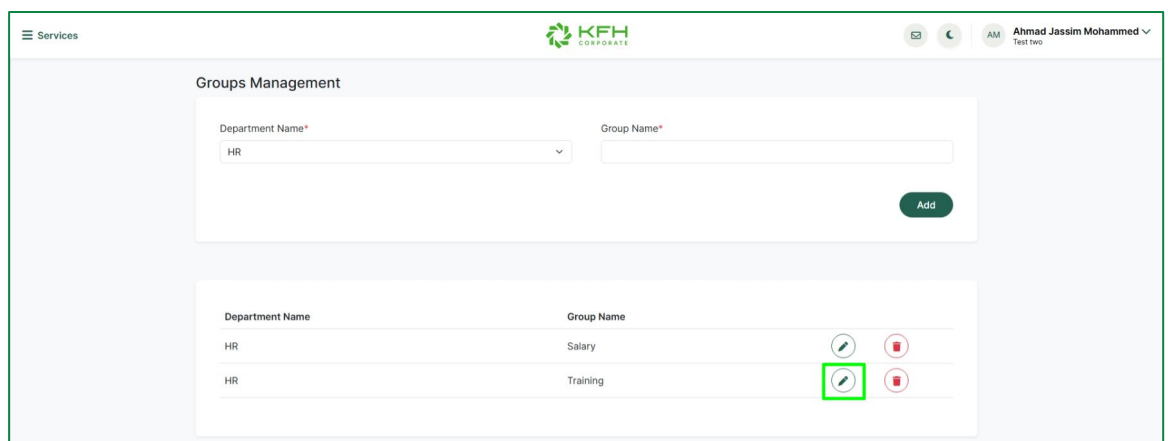 Services
KFH
CORPORATE
AM
Ahmad Jassim Mohammed
Test two
Groups Management
Department Name*
Group Name*
HR
Add
Department Name Group Name
HR Salary
HR Training